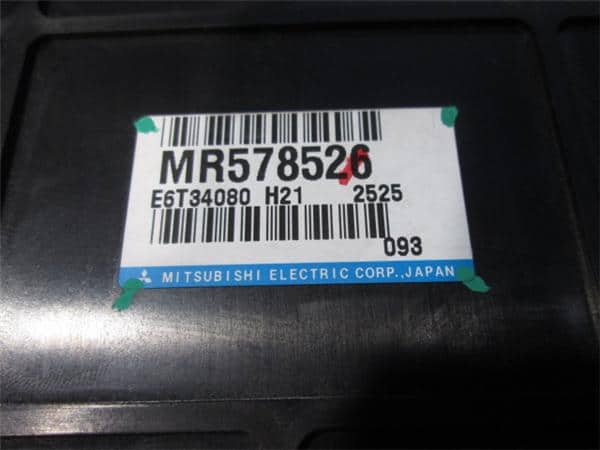 MR578526
E6T34080 H21 2525
093
MITSUBISHI ELECTRIC CORP.,JAPAN